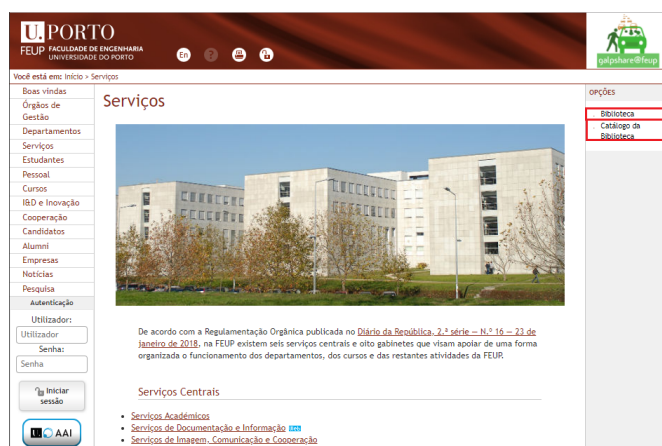 U. PORTO
FEUP FACULDADE DE ENGENHARIA
UNIVERSIDADE DO PORTO
En
?
galpshare@feup
Você está em: Início > Serviços
Boas vindas
Órgãos de
Gestão
Departamentos
Serviços
Estudantes
Pessoal
Cursos
I&D e Inovação
Cooperação
Candidatos
Alumni
Empresas
Notícias
Pesquisa
Autenticação
Utilizador:
Utilizador
Senha:
Senha
Iniciar
sessão
U. AAI
Serviços
De acordo com a Regulamentação Orgânica publicada no Diário da República, 2.ª série — N.º 16 — 23 de
janeiro de 2018, na FEUP existem seis serviços centrais e oito gabinetes que visam apoiar de uma forma
organizada o funcionamento dos departamentos, dos cursos e das restantes atividades da FEUP.
Serviços Centrais
Serviços Académicos
Serviços de Documentação e Informação
Serviços de Imagem, Comunicação e Cooperação
OPÇÕES
Biblioteca
Catálogo da
Biblioteca